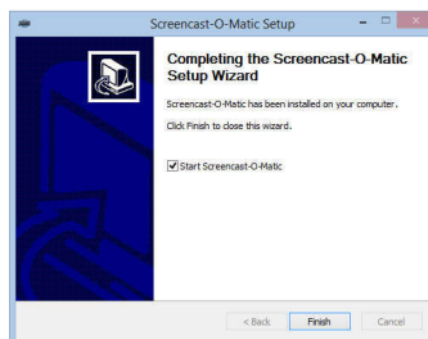 Screencast-O-Matic Setup
Completing the Screencast-O-Matic
Setup Wizard
Screencast-O-Matic has been installed on your computer.
Click Finish to close this wizard.
Start Screencast-O-Matic
< Back Finish Cancel